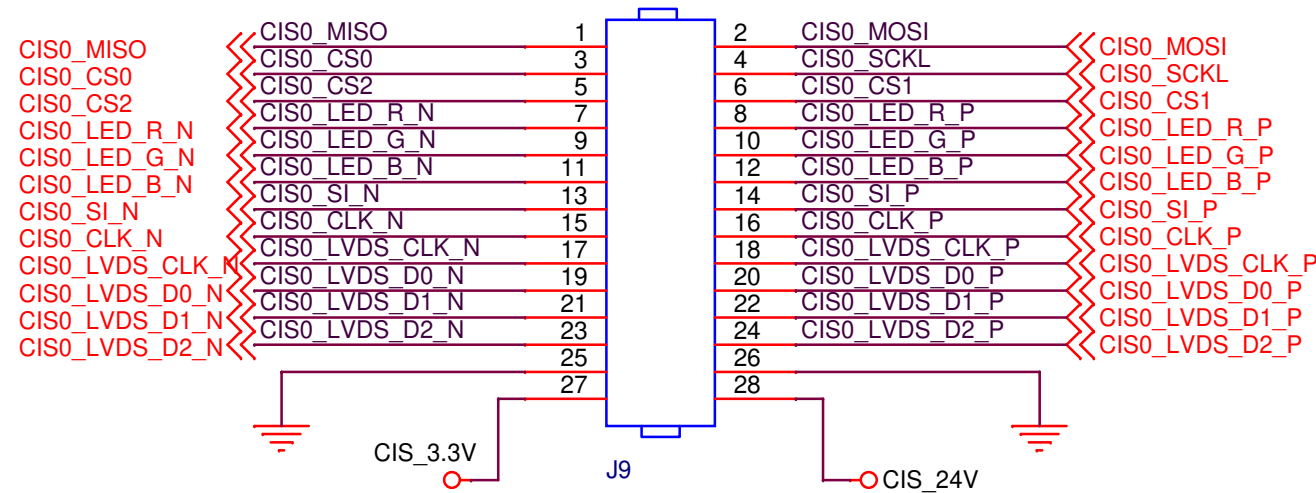 CIS0_MISO CIS0_MISO 1 2 CIS0_MOSI CIS0_MOSI
CIS0_CS0 CIS0_CS0 3 4 CIS0_SCKL CIS0_SCKL
CIS0_CS2 CIS0_CS2 5 6 CIS0_CS1 CIS0_CS1
CIS0_LED_R_N CIS0_LED_R_N 7 8 CIS0_LED_R_P CIS0_LED_R_P
CIS0_LED_G_N CIS0_LED_G_N 9 10 CIS0_LED_G_P CIS0_LED_G_P
CIS0_LED_B_N CIS0_LED_B_N 11 12 CIS0_LED_B_P CIS0_LED_B_P
CIS0_SI_N CIS0_SI_N 13 14 CIS0_SI_P CIS0_SI_P
CIS0_CLK_N CIS0_CLK_N 15 16 CIS0_CLK_P CIS0_CLK_P
CIS0_LVDS_CLK_N CIS0_LVDS_CLK_N 17 18 CIS0_LVDS_CLK_P CIS0_LVDS_CLK_P
CIS0_LVDS_D0_N CIS0_LVDS_D0_N 19 20 CIS0_LVDS_D0_P CIS0_LVDS_D0_P
CIS0_LVDS_D1_N CIS0_LVDS_D1_N 21 22 CIS0_LVDS_D1_P CIS0_LVDS_D1_P
CIS0_LVDS_D2_N CIS0_LVDS_D2_N 23 24 CIS0_LVDS_D2_P CIS0_LVDS_D2_P
25 26
27 28
CIS_3.3V J9 CIS_24V